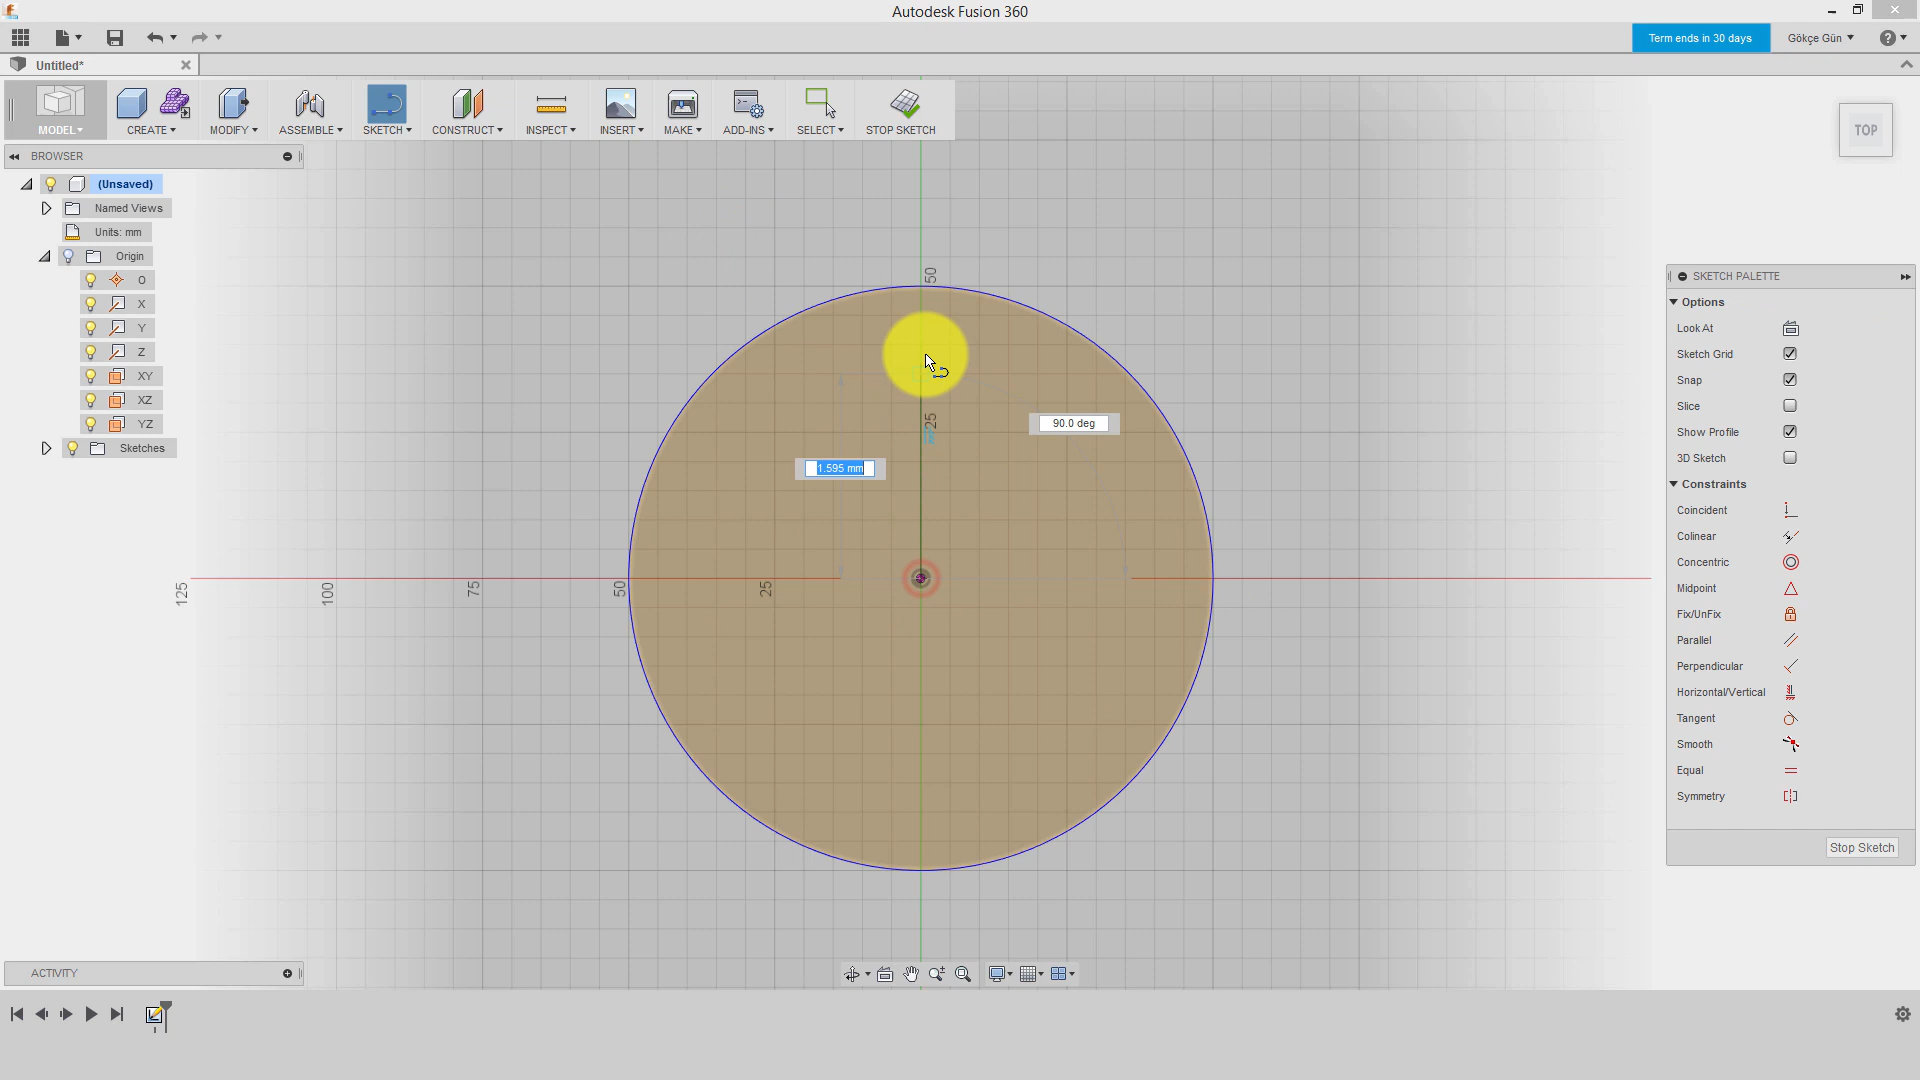 Autodesk Fusion 360
Term ends in 30 days
Gökçe Gün
Untitled*
MODEL
CREATE
MODIFY
ASSEMBLE
SKETCH
CONSTRUCT
INSPECT
INSERT
MAKE
ADD-INS
SELECT
STOP SKETCH
TOP
BROWSER
(Unsaved)
Named Views
Units: mm
Origin
O
X
Y
Z
XY
XZ
YZ
Sketches
50
25
90.0 deg
1.595 mm
125
100
75
50
25
SKETCH PALETTE
Options
Look At
Sketch Grid
Snap
Slice
Show Profile
3D Sketch
Constraints
Coincident
Colinear
Concentric
Midpoint
Fix/UnFix
Parallel
Perpendicular
Horizontal/Vertical
Tangent
Smooth
Equal
Symmetry
Stop Sketch
ACTIVITY